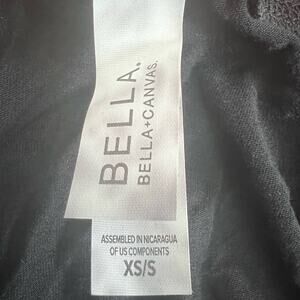 BELLA.
BELLA+CANVAS.
ASSEMBLED IN NICARAGUA
OF US COMPONENTS
XS/S